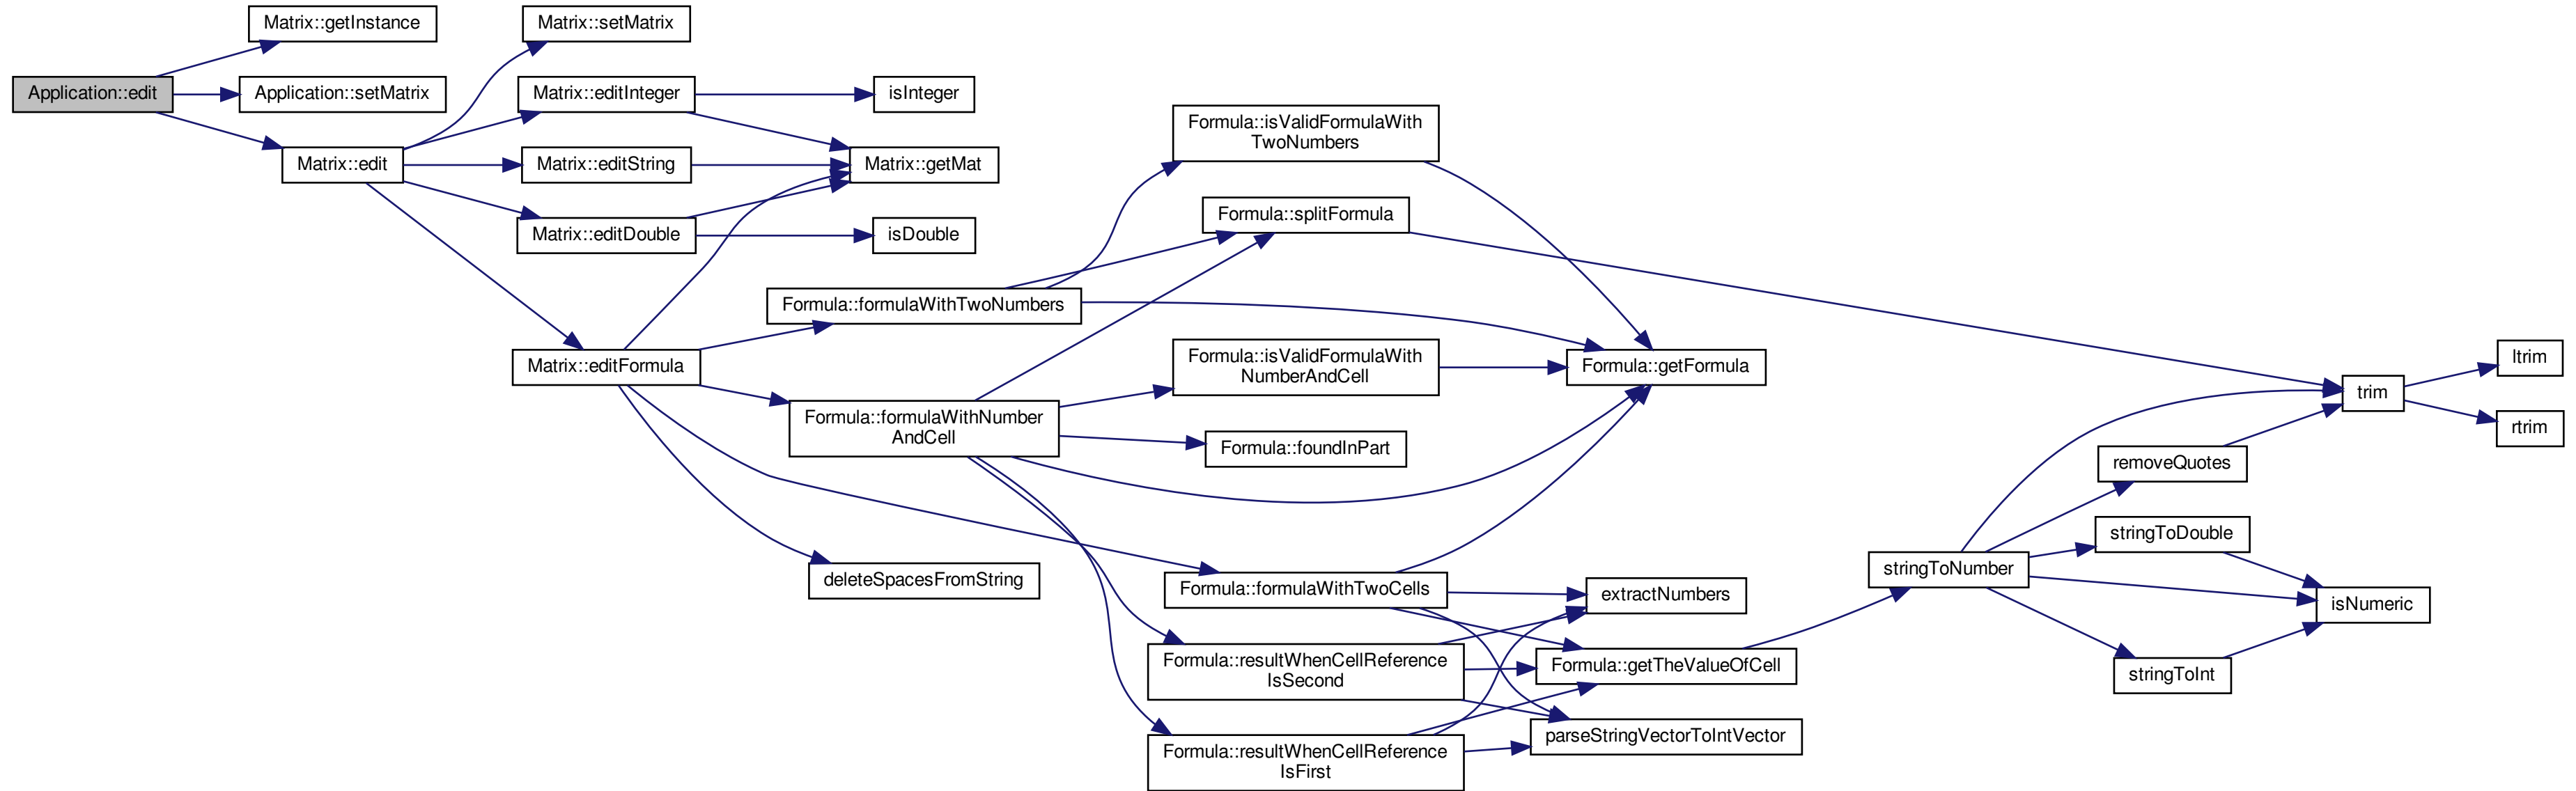 Application::edit
Matrix::getInstance
Application::setMatrix
Matrix::edit
Matrix::setMatrix
Matrix::editInteger
Matrix::editString
Matrix::editDouble
Matrix::editFormula
isInteger
Matrix::getMat
isDouble
Formula::formulaWithTwoNumbers
Formula::formulaWithNumber
AndCell
deleteSpacesFromString
Formula::isValidFormulaWith
TwoNumbers
Formula::splitFormula
Formula::isValidFormulaWith
NumberAndCell
Formula::foundInPart
Formula::formulaWithTwoCells
Formula::resultWhenCellReference
IsSecond
Formula::resultWhenCellReference
IsFirst
Formula::getFormula
extractNumbers
Formula::getTheValueOfCell
parseStringVectorToIntVector
stringToNumber
removeQuotes
stringToDouble
stringToInt
trim
isNumeric
ltrim
rtrim